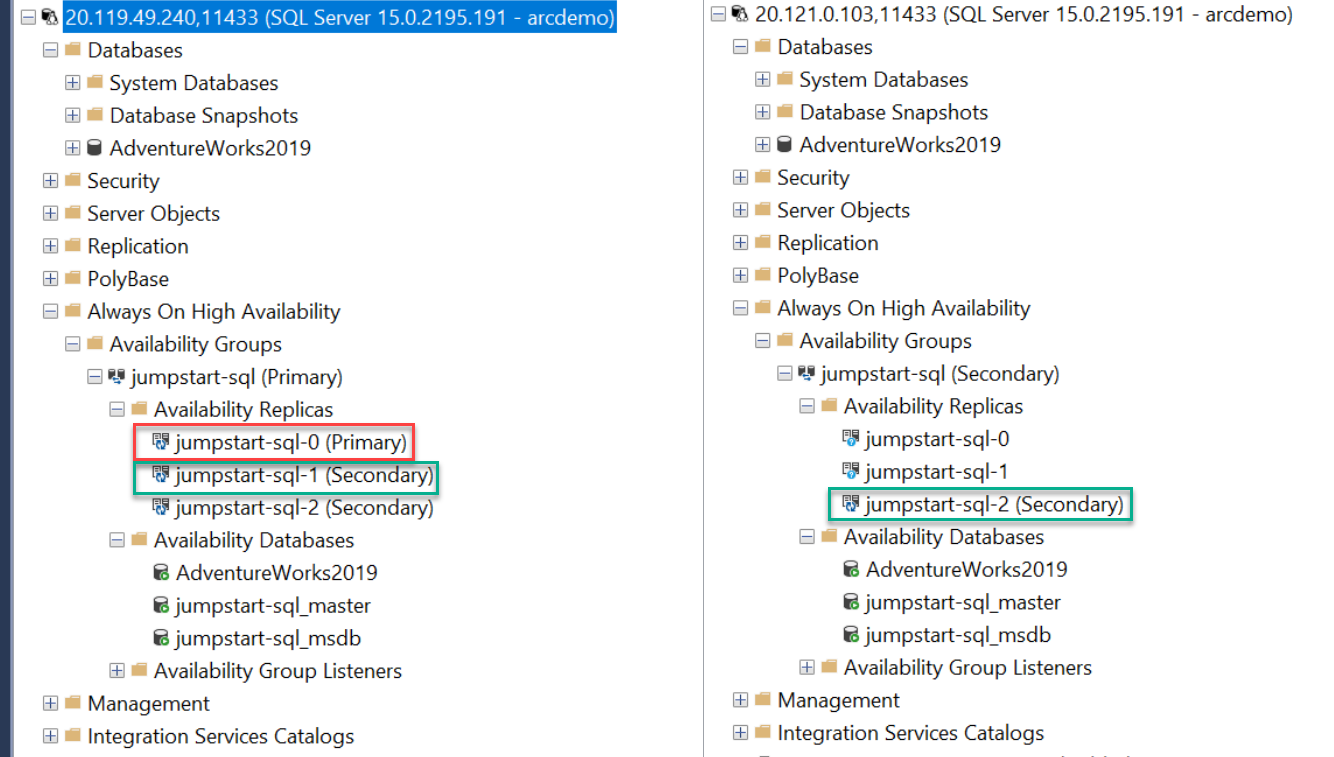 20.119.49.240,11433 (SQL Server 15.0.2195.191 - arcdemo)
Databases
System Databases
Database Snapshots
AdventureWorks2019
Security
Server Objects
Replication
PolyBase
Always On High Availability
Availability Groups
jumpstart-sql (Primary)
Availability Replicas
jumpstart-sql-0 (Primary)
jumpstart-sql-1 (Secondary)
jumpstart-sql-2 (Secondary)
Availability Databases
AdventureWorks2019
jumpstart-sql_master
jumpstart-sql_msdb
Availability Group Listeners
Management
Integration Services Catalogs
20.121.0.103,11433 (SQL Server 15.0.2195.191 - arcdemo)
Databases
System Databases
Database Snapshots
AdventureWorks2019
Security
Server Objects
Replication
PolyBase
Always On High Availability
Availability Groups
jumpstart-sql (Secondary)
Availability Replicas
jumpstart-sql-0
jumpstart-sql-1
jumpstart-sql-2 (Secondary)
Availability Databases
AdventureWorks2019
jumpstart-sql_master
jumpstart-sql_msdb
Availability Group Listeners
Management
Integration Services Catalogs